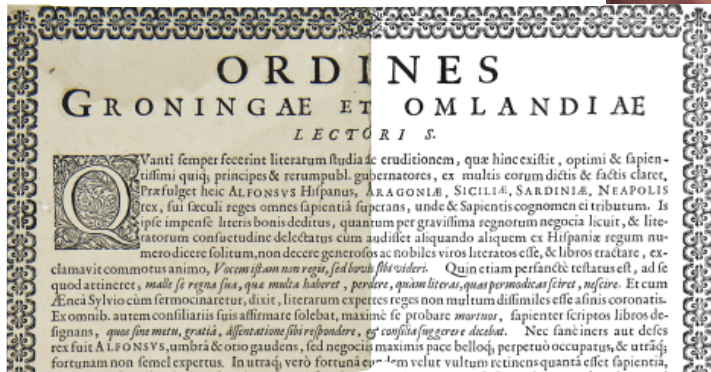 ORDINES
GRONINGAE ET OMLANDIAE
LECTORI S.
QVanti semper fecerint literarum ſtudia ac eruditionem, quæ hinc exiſtit, optimi & ſapien-
tiſſimi quiq; principes & rerumpubl. gubernatores, ex multis eorum dictis & factis claret.
Præfulget heic ALFONSVS Hiſpanus, ARAGONIÆ, SICILIÆ, SARDINIÆ, NEAPOLIS
rex, ſui ſæculi reges omnes ſapientiâ ſuperans, unde & Sapientis cognomen ei tributum. Is
ipſe impenſè literis bonis deditus, quantum per graviſſima regnorum negocia licuit, & lite-
ratorum conſuetudine delectatus cum audiſſet aliquando aliquem ex Hiſpaniæ regum nu-
mero dicere ſolitum, non decere generoſos ac nobiles viros literatos eſſe, & libros tractare, ex-
clamavit commotus animo, Vocem iſtam non regis, ſed bovis ſibi videri. Quin etiam perſanctè teſtatus eſt, ad ſe
quod attineret, malle ſe regna ſua, quæ multa haberet, perdere, quàm literas, quas permodicas ſciret, neſcire. Et cum
Æneâ Sylvio cùm ſermocinaretur, dixit, literarum expertes reges non multum diſſimiles eſſe aſinis coronatis.
Ex omnib. autem conſiliariis ſuis affirmare ſolebat, maximè ſe probare mortuos, ſapienter ſcriptos libros de-
ſignans, quos ſine metu, gratiâ, aſſentatione ſibi reſpondere, & conſilia ſuggerere dicebat. Nec ſanè iners aut deſes
rex fuit ALFONSVS, umbrâ & otio gaudens, ſed negociis maximis pace belloq; perpetuò occupatus, & utrâq;
fortunam non ſemel expertus. In utraq; verò fortunâ eundem velut vultum retinens quantâ eſſet ſapientia,